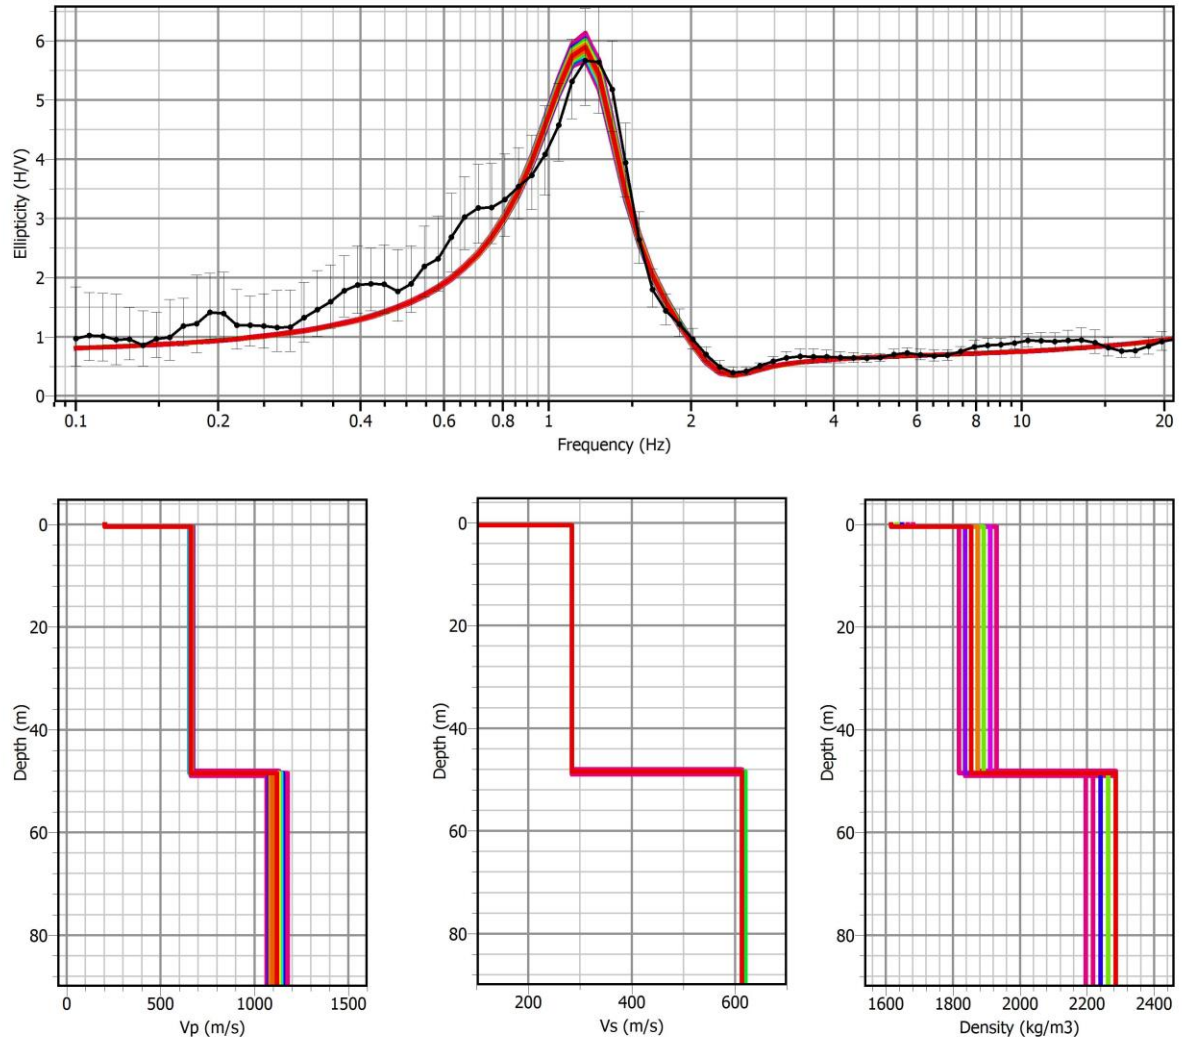 6
5
4
3
2
1
0
Ellipticity (H/V)
0.1 0.2 0.4 0.6 0.8 1 2 4 6 8 10 20
Frequency (Hz)
0
20
40
60
80
Depth (m)
0 500 1000 1500
Vp (m/s)
0
20
40
60
80
Depth (m)
200 400 600
Vs (m/s)
0
20
40
60
80
Depth (m)
1600 1800 2000 2200 2400
Density (kg/m3)